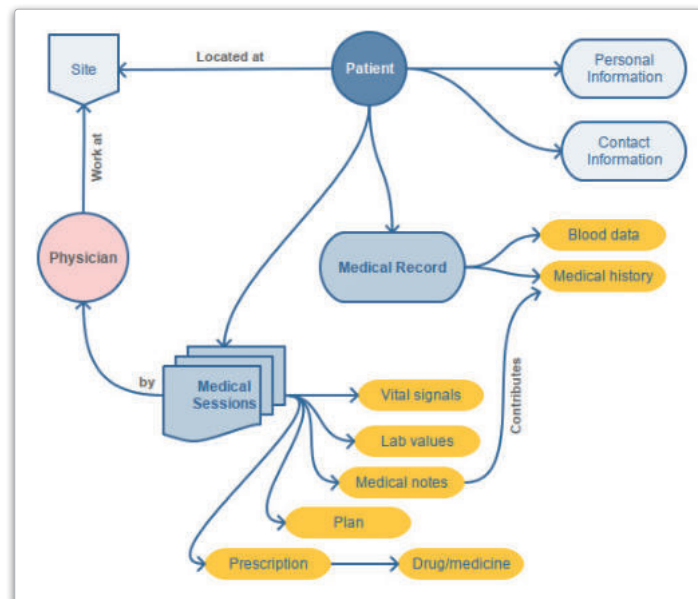 Located at
Site
Patient
Personal
Information
Contact
Information
Work at
Physician
Medical Record
Blood data
Medical history
by
Medical
Sessions
Vital signals
Lab values
Medical notes
Contributes
Plan
Prescription
Drug/medicine